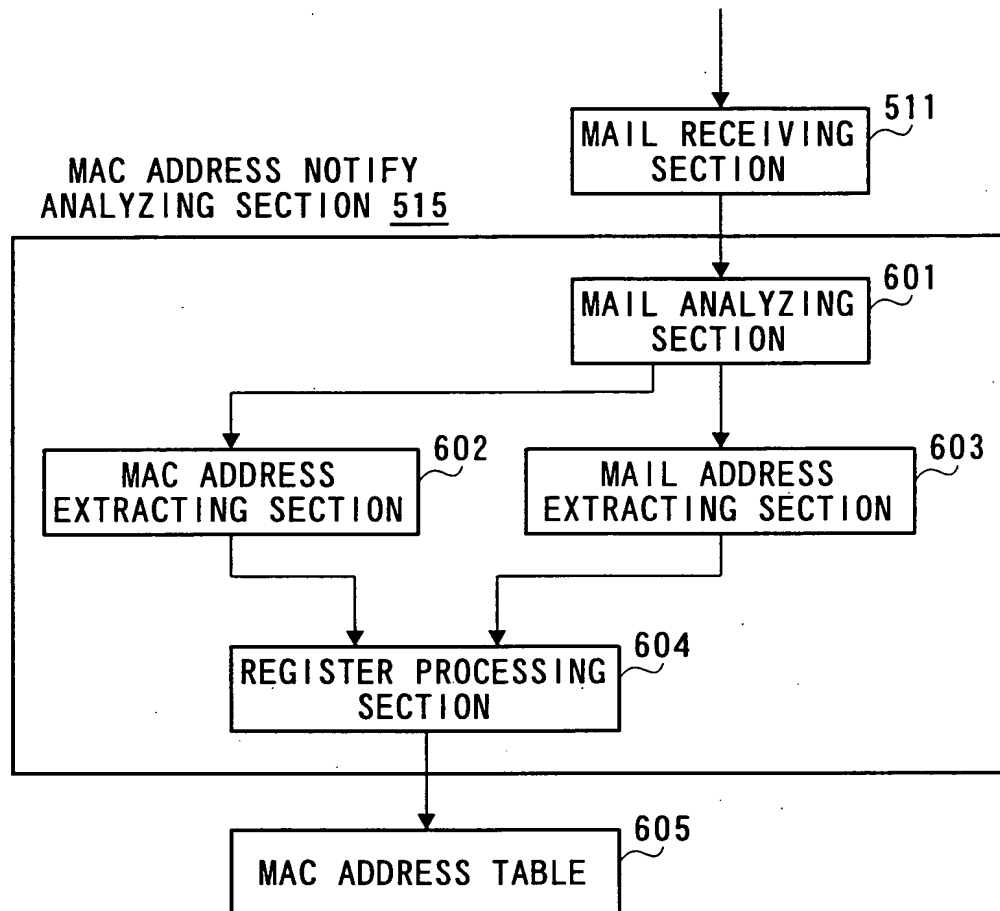 511
MAIL RECEIVING
SECTION
MAC ADDRESS NOTIFY
ANALYZING SECTION 515
601
MAIL ANALYZING
SECTION
602
MAC ADDRESS
EXTRACTING SECTION
603
MAIL ADDRESS
EXTRACTING SECTION
604
REGISTER PROCESSING
SECTION
605
MAC ADDRESS TABLE